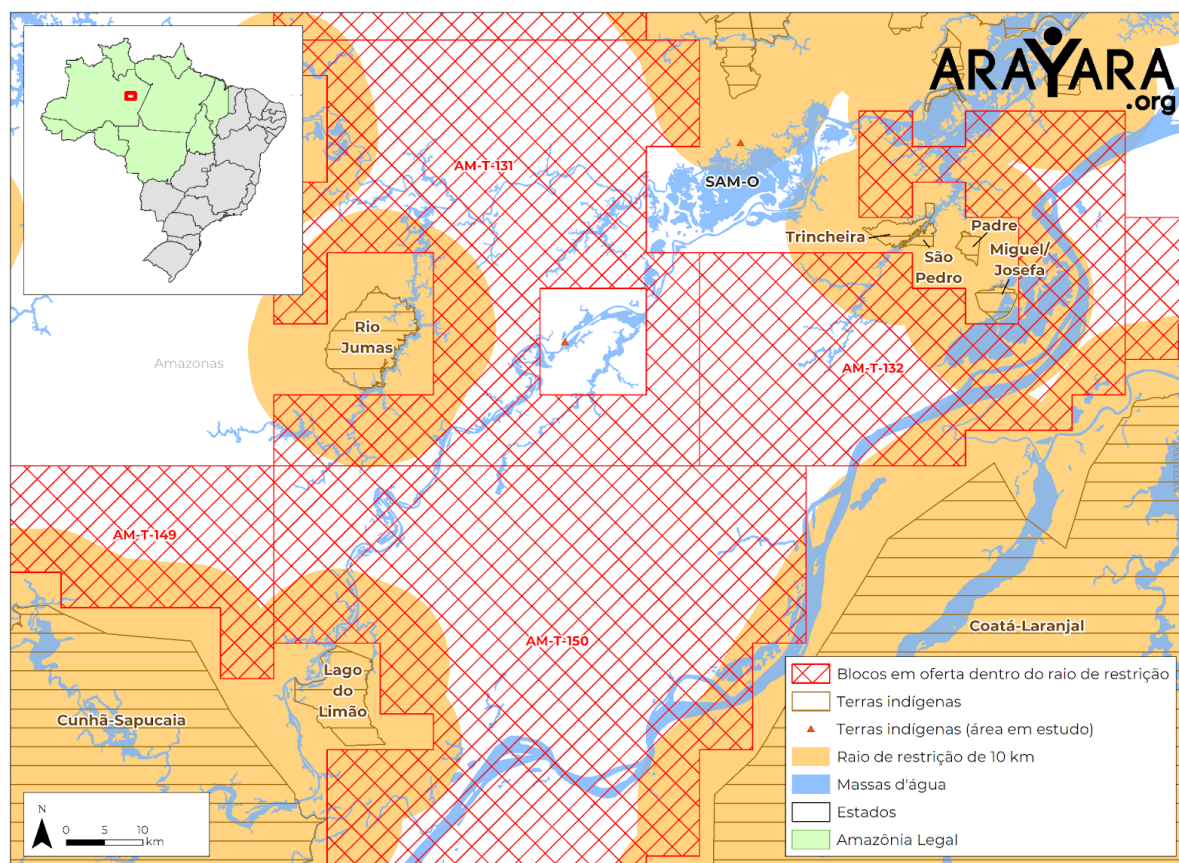 ARAYARA
.org
AM-T-131
SAM-O
Trincheira
São
Pedro
Padre
Miguel/
Josefa
Rio
Jumas
Amazonas
AM-T-132
AM-T-149
AM-T-150
Coatá-Laranjal
Lago
do
Limão
Cunhã-Sapucaia
Blocos em oferta dentro do raio de restrição
Terras indígenas
Terras indígenas (área em estudo)
Raio de restrição de 10 km
Massas d'água
Estados
Amazônia Legal
N
0 5 10
km